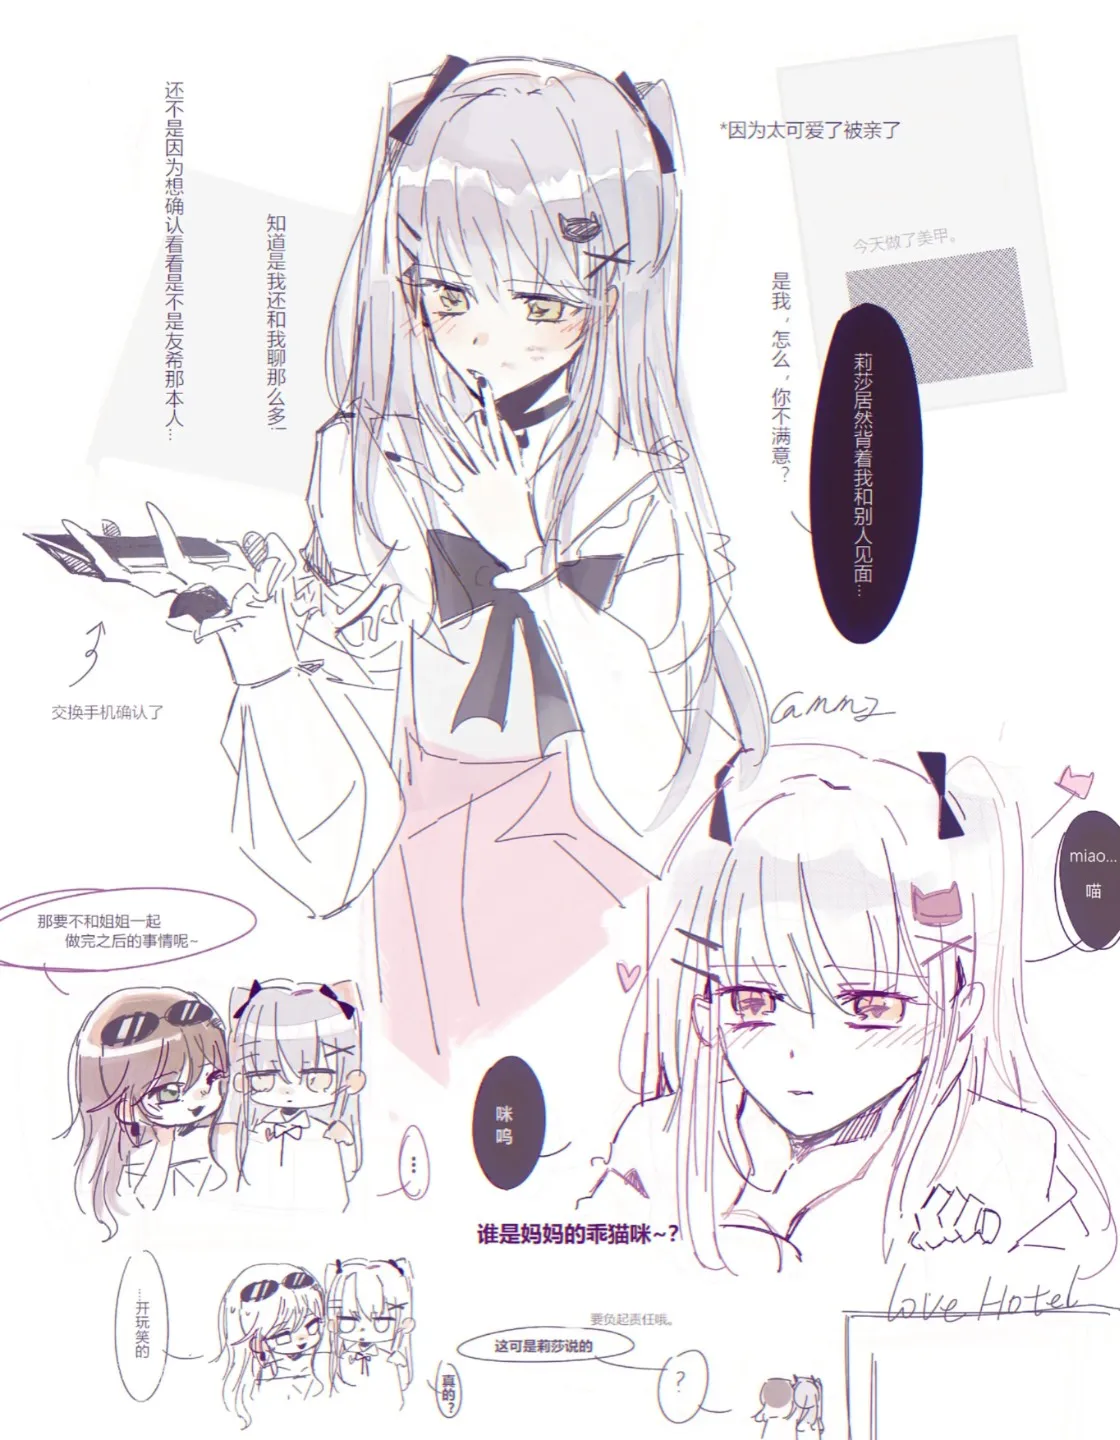 还不是因为想确认看看是不是友希那本人…
知道是我还和我聊那么多!
*因为太可爱了被亲了
今天做了美甲。
是我，怎么，你不满意？
莉莎居然背着我和别人见面…
交换手机确认了
miao…
喵
那要不和姐姐一起
做完之后的事情呢~
…
咪
呜
谁是妈妈的乖猫咪~?
Love Hotel
…开玩笑的
真的？
要负起责任哦。
这可是莉莎说的
?